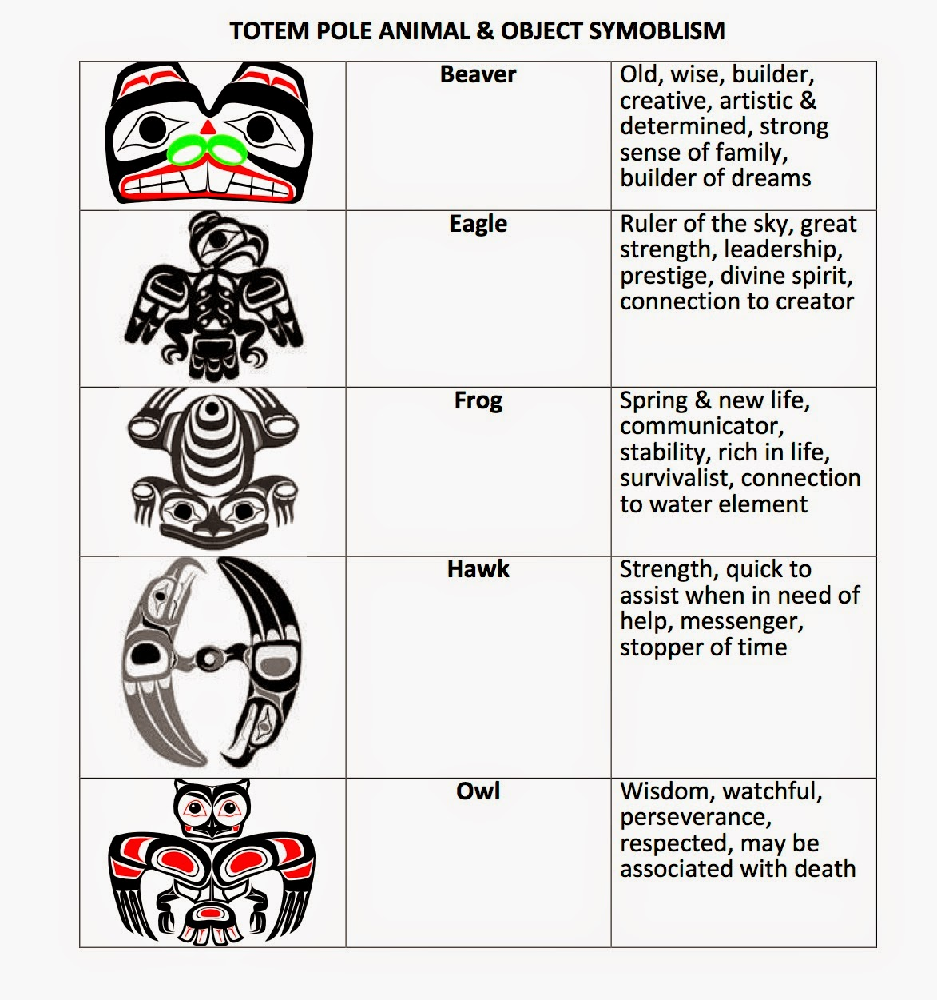 TOTEM POLE ANIMAL & OBJECT SYMOBLISM
Beaver
Old, wise, builder,
creative, artistic &
determined, strong
sense of family,
builder of dreams
Eagle
Ruler of the sky, great
strength, leadership,
prestige, divine spirit,
connection to creator
Frog
Spring & new life,
communicator,
stability, rich in life,
survivalist, connection
to water element
Hawk
Strength, quick to
assist when in need of
help, messenger,
stopper of time
Owl
Wisdom, watchful,
perseverance,
respected, may be
associated with death